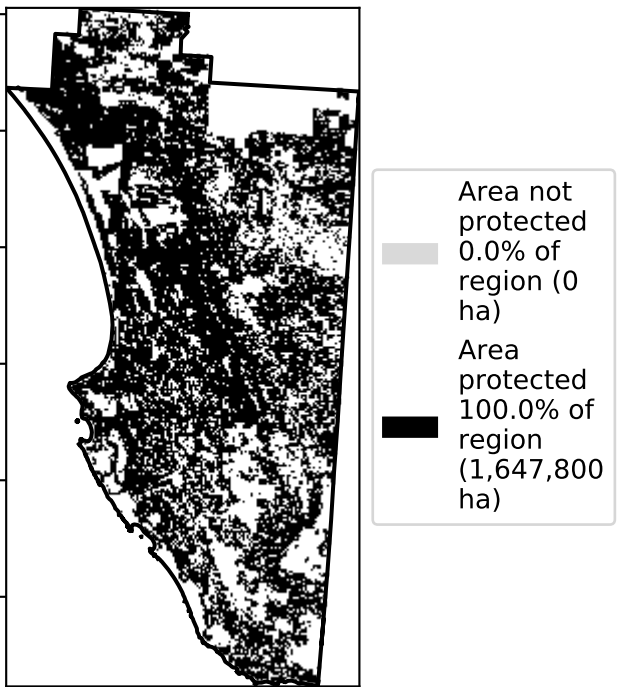 Area not
protected
0.0% of
region (0
ha)
Area
protected
100.0% of
region
(1,647,800
ha)